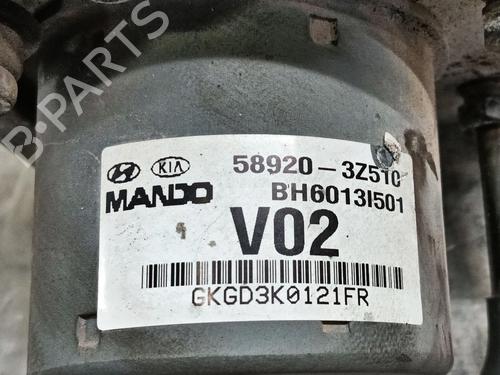 KIA
58920-3Z510
MANDO
BH6013I501
V02
GKGD3K0121FR
B-PARTS